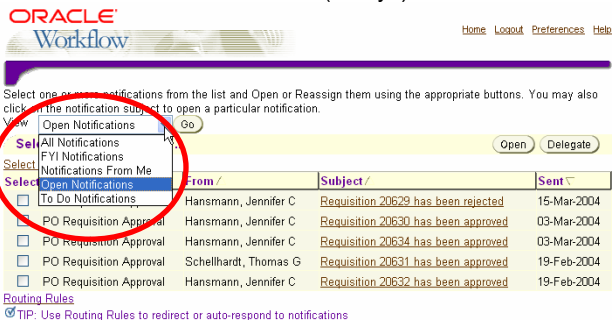 ORACLE
Workflow
Home Logout Preferences Help
Select one or more notifications from the list and Open or Reassign them using the appropriate buttons. You may also
click on the notification subject to open a particular notification.
View Open Notifications Go
All Notifications
FYI Notifications
Notifications From Me
Open Notifications
To Do Notifications
Open Delegate
Select
Select From Subject Sent
Hansmann, Jennifer C Requisition 20629 has been rejected 15-Mar-2004
PO Requisition Approval Hansmann, Jennifer C Requisition 20630 has been approved 03-Mar-2004
PO Requisition Approval Hansmann, Jennifer C Requisition 20634 has been approved 03-Mar-2004
PO Requisition Approval Schellhardt, Thomas G Requisition 20631 has been approved 19-Feb-2004
PO Requisition Approval Hansmann, Jennifer C Requisition 20632 has been approved 19-Feb-2004
Routing Rules
TIP: Use Routing Rules to redirect or auto-respond to notifications